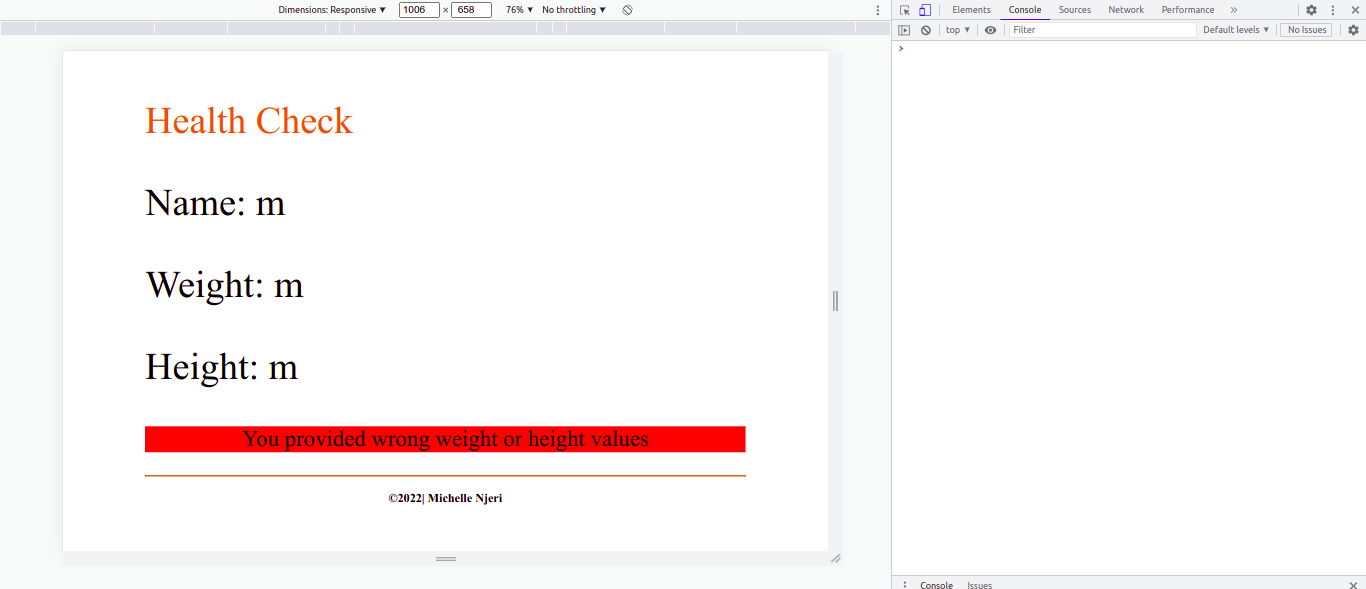 Dimensions: Responsive ▼ 1006 × 658 76% ▼ No throttling ▼
Elements Console Sources Network Performance »
top ▼ Filter Default levels ▼ No Issues
›
Health Check
Name: m
Weight: m
Height: m
You provided wrong weight or height values
©2022| Michelle Njeri
Console Issues